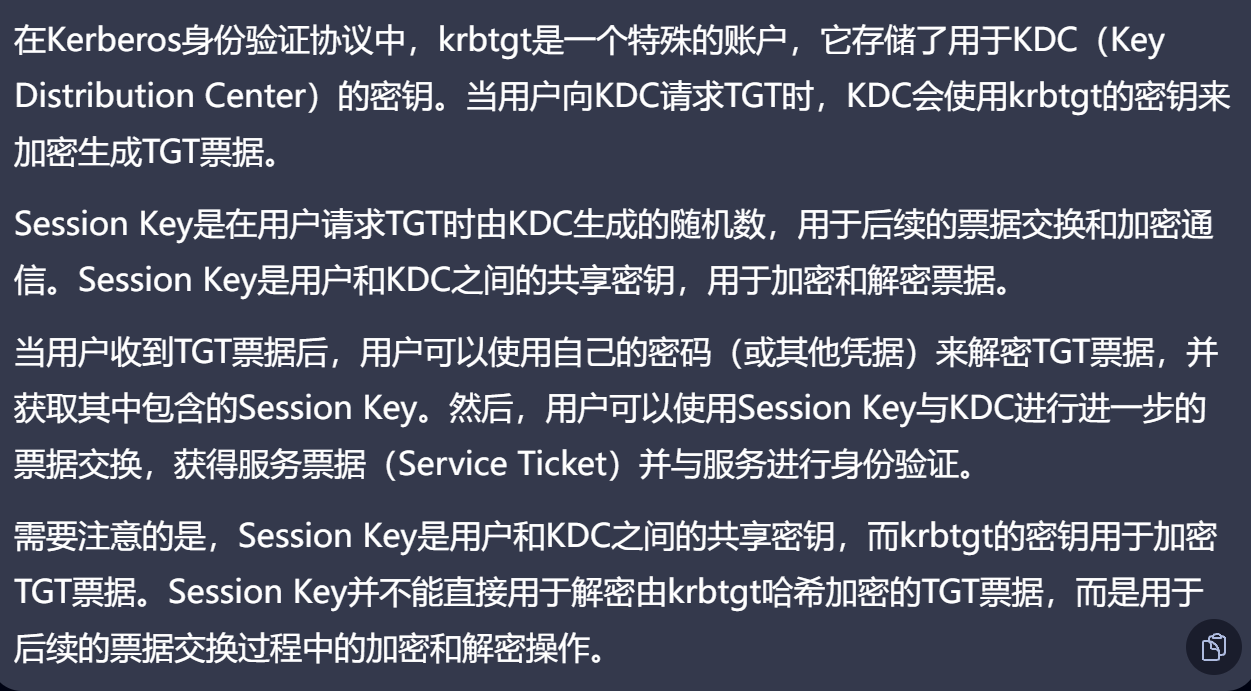 在Kerberos身份验证协议中，krbtgt是一个特殊的账户，它存储了用于KDC（Key
Distribution Center）的密钥。当用户向KDC请求TGT时，KDC会使用krbtgt的密钥来
加密生成TGT票据。
Session Key是在用户请求TGT时由KDC生成的随机数，用于后续的票据交换和加密通
信。Session Key是用户和KDC之间的共享密钥，用于加密和解密票据。
当用户收到TGT票据后，用户可以使用自己的密码（或其他凭据）来解密TGT票据，并
获取其中包含的Session Key。然后，用户可以使用Session Key与KDC进行进一步的
票据交换，获得服务票据（Service Ticket）并与服务进行身份验证。
需要注意的是，Session Key是用户和KDC之间的共享密钥，而krbtgt的密钥用于加密
TGT票据。Session Key并不能直接用于解密由krbtgt哈希加密的TGT票据，而是用于
后续的票据交换过程中的加密和解密操作。